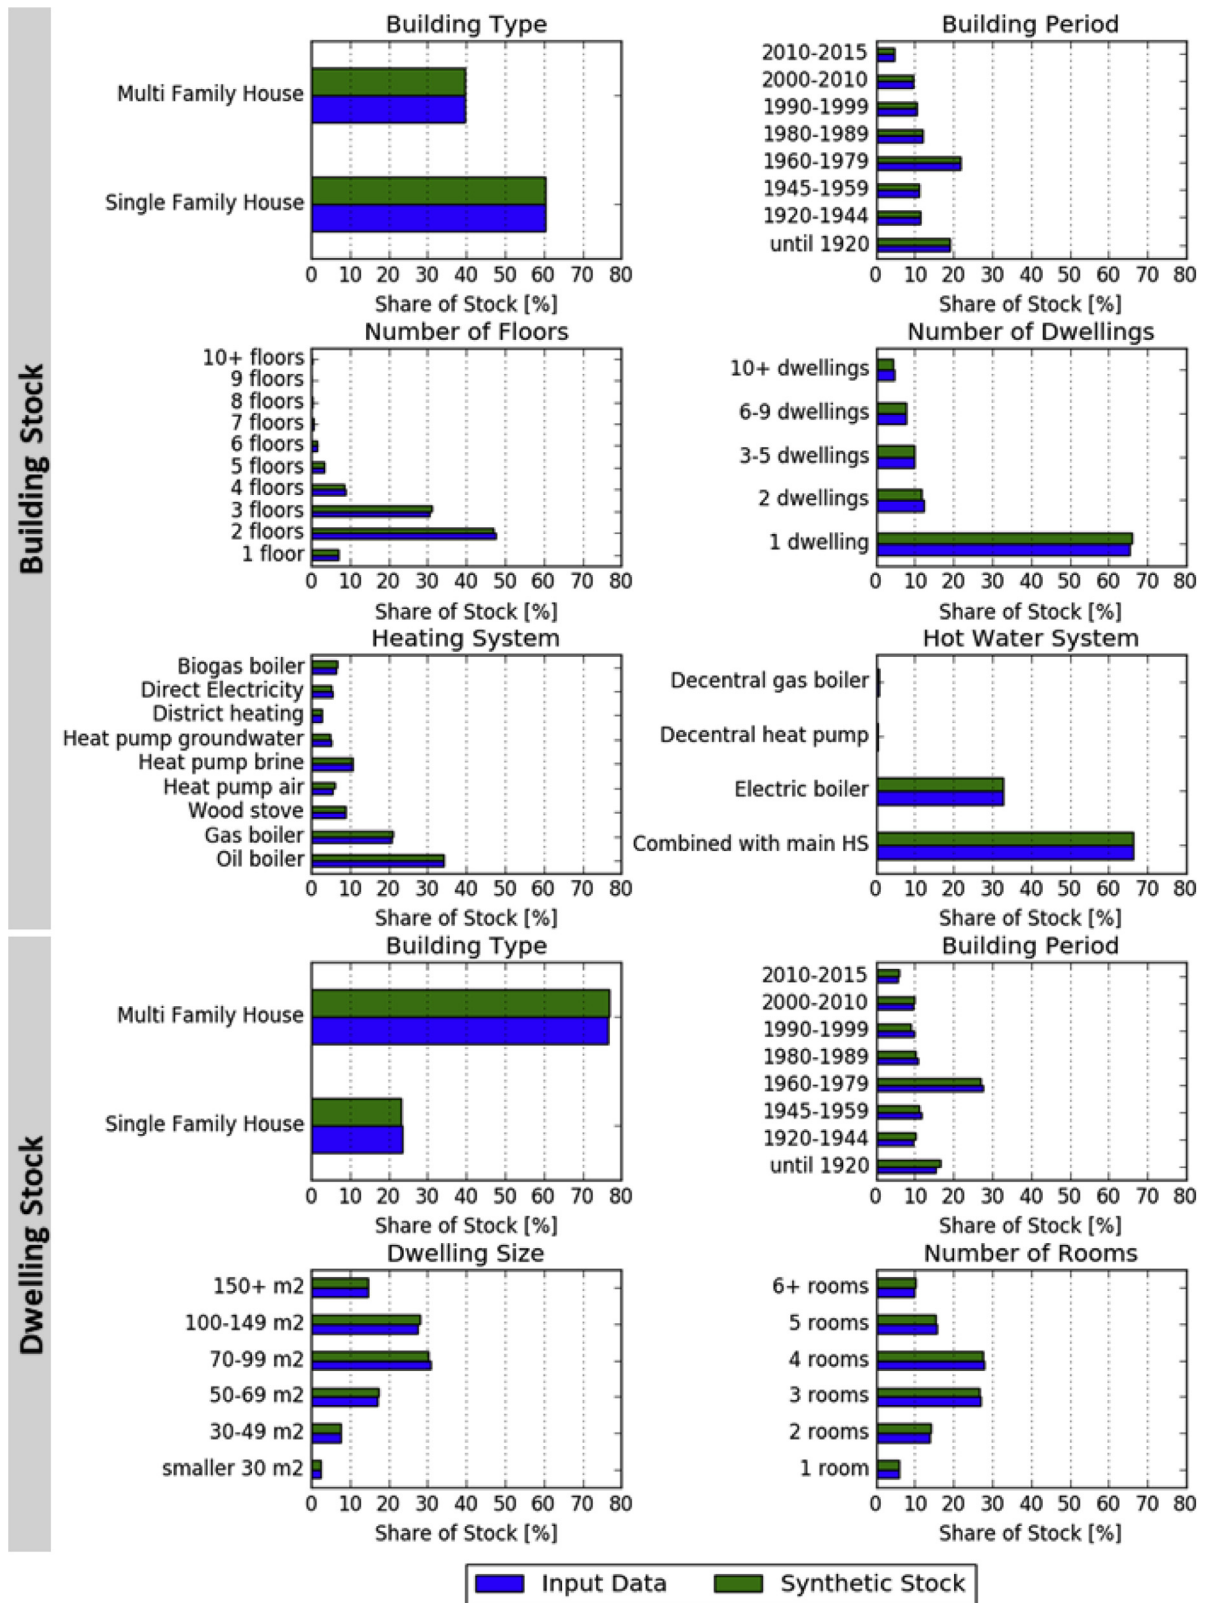 Building Stock
Building Type
Multi Family House
Single Family House
0 10 20 30 40 50 60 70 80
Share of Stock [%]
Building Period
2010-2015
2000-2010
1990-1999
1980-1989
1960-1979
1945-1959
1920-1944
until 1920
0 10 20 30 40 50 60 70 80
Share of Stock [%]
Number of Floors
10+ floors
9 floors
8 floors
7 floors
6 floors
5 floors
4 floors
3 floors
2 floors
1 floor
0 10 20 30 40 50 60 70 80
Share of Stock [%]
Number of Dwellings
10+ dwellings
6-9 dwellings
3-5 dwellings
2 dwellings
1 dwelling
0 10 20 30 40 50 60 70 80
Share of Stock [%]
Heating System
Biogas boiler
Direct Electricity
District heating
Heat pump groundwater
Heat pump brine
Heat pump air
Wood stove
Gas boiler
Oil boiler
0 10 20 30 40 50 60 70 80
Share of Stock [%]
Hot Water System
Decentral gas boiler
Decentral heat pump
Electric boiler
Combined with main HS
0 10 20 30 40 50 60 70 80
Share of Stock [%]
Dwelling Stock
Building Type
Multi Family House
Single Family House
0 10 20 30 40 50 60 70 80
Share of Stock [%]
Building Period
2010-2015
2000-2010
1990-1999
1980-1989
1960-1979
1945-1959
1920-1944
until 1920
0 10 20 30 40 50 60 70 80
Share of Stock [%]
Dwelling Size
150+ m2
100-149 m2
70-99 m2
50-69 m2
30-49 m2
smaller 30 m2
0 10 20 30 40 50 60 70 80
Share of Stock [%]
Number of Rooms
6+ rooms
5 rooms
4 rooms
3 rooms
2 rooms
1 room
0 10 20 30 40 50 60 70 80
Share of Stock [%]
Input Data
Synthetic Stock